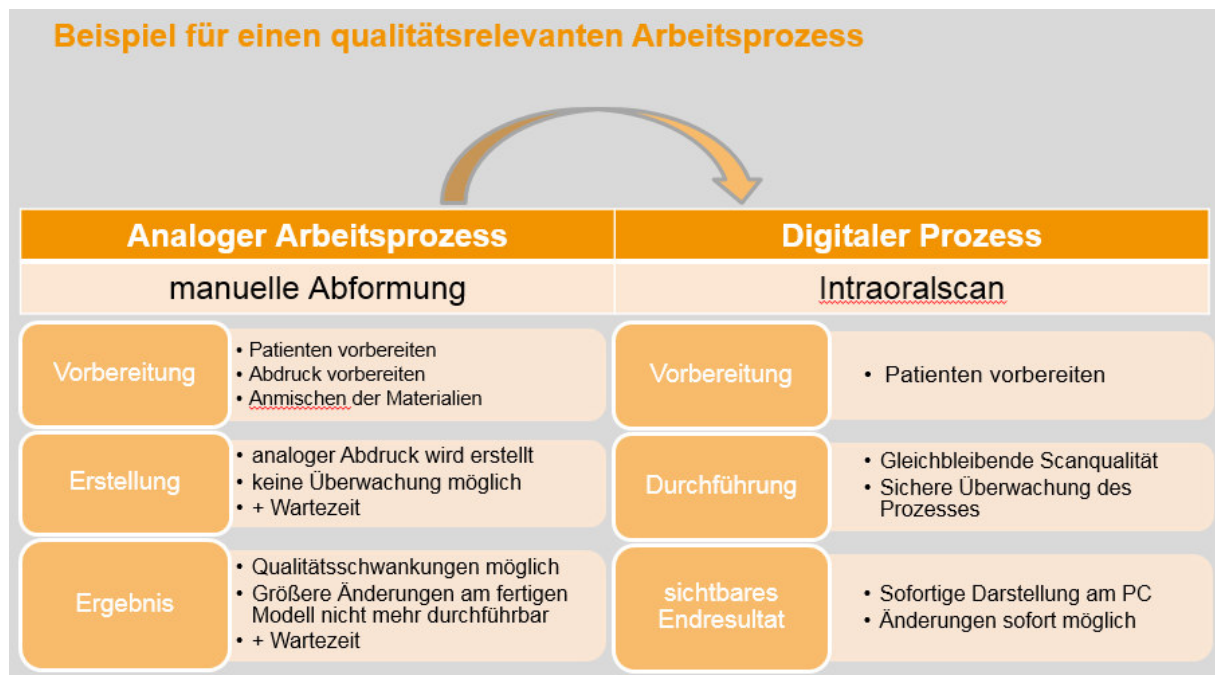 Beispiel für einen qualitätsrelevanten Arbeitsprozess
Analoger Arbeitsprozess
Digitaler Prozess
manuelle Abformung
Intraoralscan
Vorbereitung
• Patienten vorbereiten
• Abdruck vorbereiten
• Anmischen der Materialien
Vorbereitung
• Patienten vorbereiten
Erstellung
• analoger Abdruck wird erstellt
• keine Überwachung möglich
• + Wartezeit
Durchführung
• Gleichbleibende Scanqualität
• Sichere Überwachung des
Prozesses
Ergebnis
• Qualitätsschwankungen möglich
• Größere Änderungen am fertigen
Modell nicht mehr durchführbar
• + Wartezeit
sichtbares
Endresultat
• Sofortige Darstellung am PC
• Änderungen sofort möglich